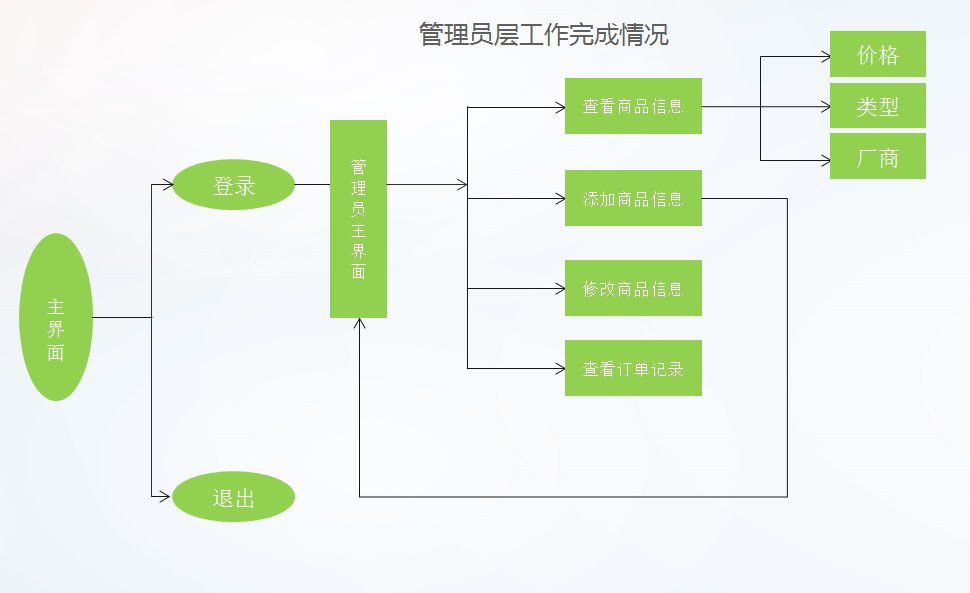 管理员层工作完成情况
主界面
登录
退出
管理员主界面
查看商品信息
添加商品信息
修改商品信息
查看订单记录
价格
类型
厂商